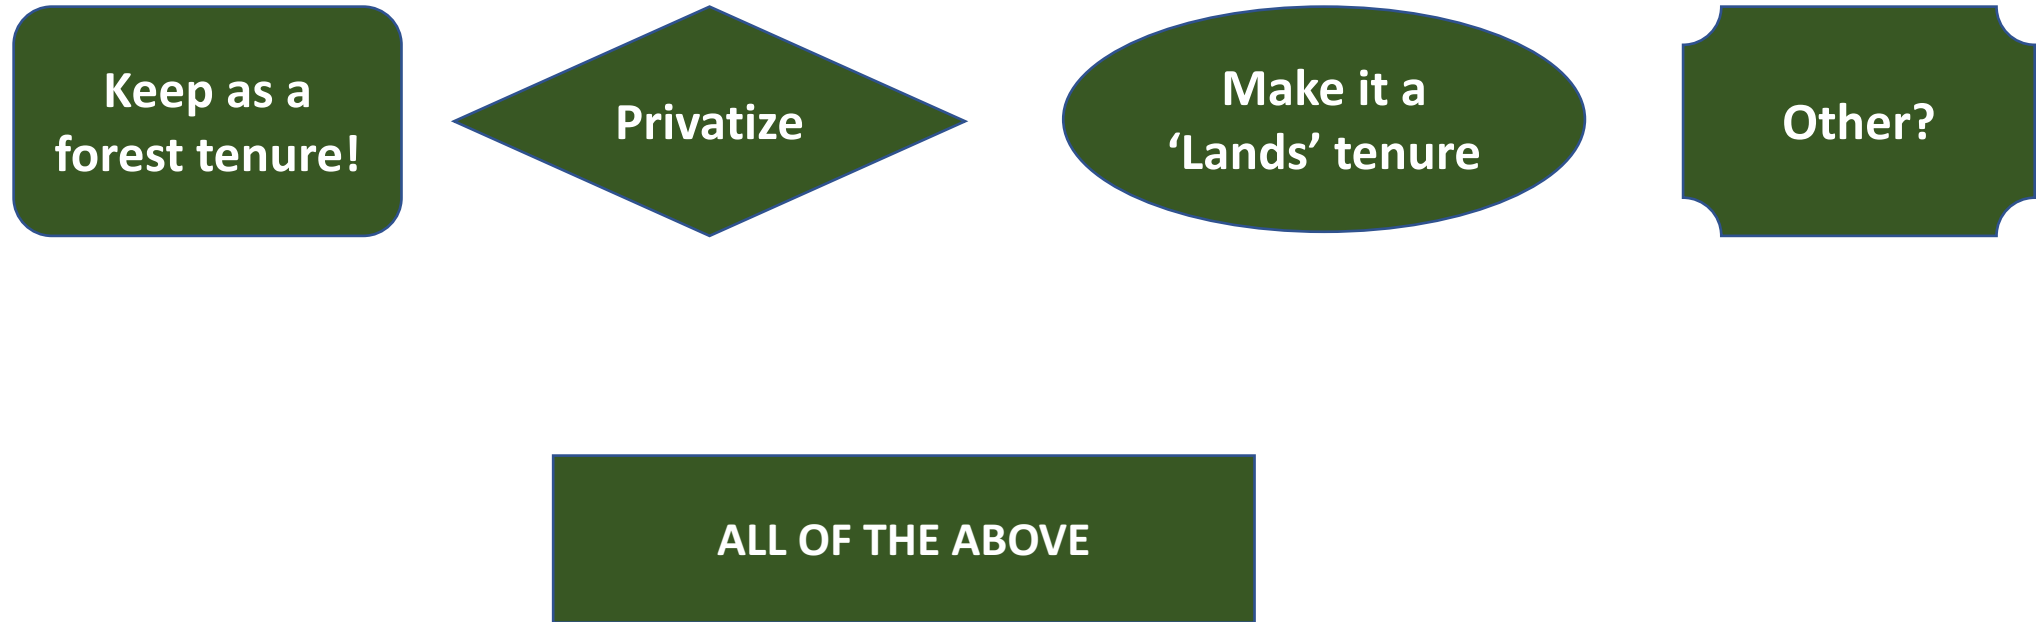 Keep as a
forest tenure!
Privatize
Make it a
‘Lands’ tenure
Other?
ALL OF THE ABOVE